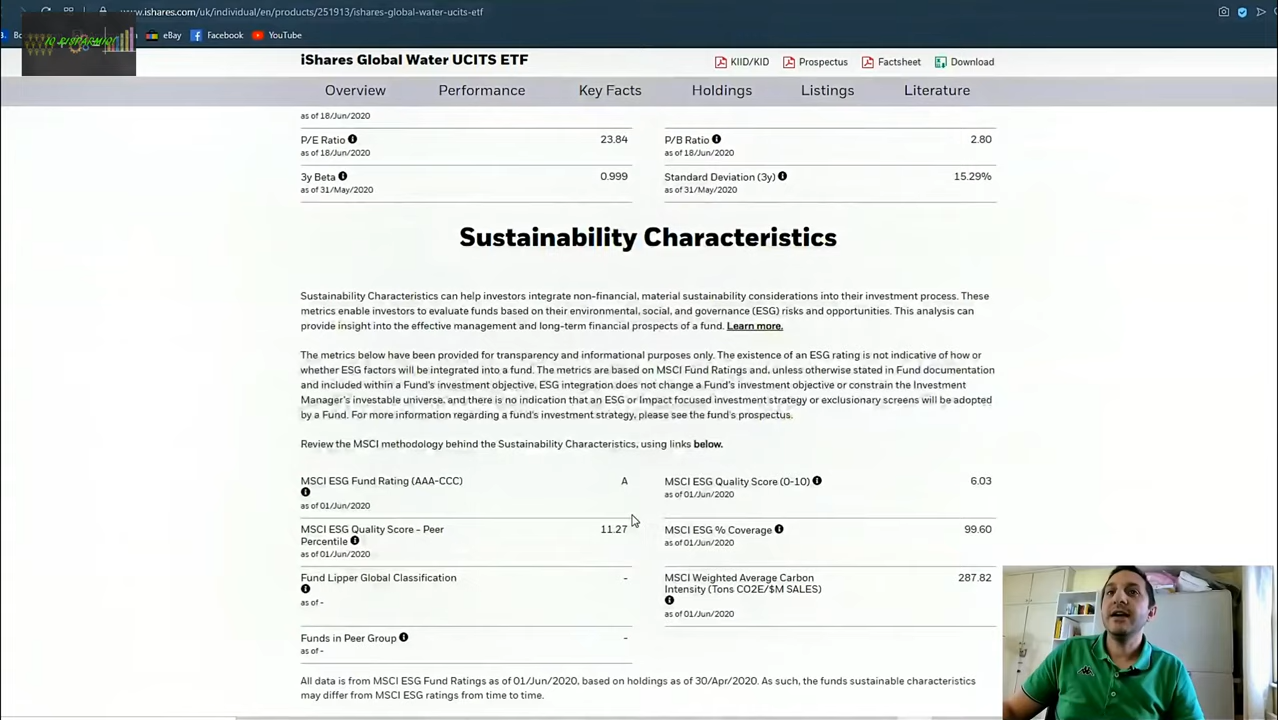 www.ishares.com/uk/individual/en/products/251913/ishares-global-water-ucits-etf
eBay
Facebook
YouTube
IO RISPARMIO!
iShares Global Water UCITS ETF
KIID/KID
Prospectus
Factsheet
Download
Overview
Performance
Key Facts
Holdings
Listings
Literature
as of 18/Jun/2020
P/E Ratio
23.84
as of 18/Jun/2020
P/B Ratio
2.80
as of 18/Jun/2020
3y Beta
0.999
as of 31/May/2020
Standard Deviation (3y)
15.29%
as of 31/May/2020
Sustainability Characteristics
Sustainability Characteristics can help investors integrate non-financial, material sustainability considerations into their investment process. These
metrics enable investors to evaluate funds based on their environmental, social, and governance (ESG) risks and opportunities. This analysis can
provide insight into the effective management and long-term financial prospects of a fund. Learn more.
The metrics below have been provided for transparency and informational purposes only. The existence of an ESG rating is not indicative of how or
whether ESG factors will be integrated into a fund. The metrics are based on MSCI Fund Ratings and, unless otherwise stated in Fund documentation
and included within a Fund's investment objective, ESG integration does not change a Fund's investment objective or constrain the Investment
Manager's investable universe, and there is no indication that an ESG or Impact focused investment strategy or exclusionary screens will be adopted
by a Fund. For more information regarding a fund's investment strategy, please see the fund's prospectus.
Review the MSCI methodology behind the Sustainability Characteristics, using links below.
MSCI ESG Fund Rating (AAA-CCC)
A
as of 01/Jun/2020
MSCI ESG Quality Score (0-10)
6.03
as of 01/Jun/2020
MSCI ESG Quality Score - Peer
Percentile
11.27
as of 01/Jun/2020
MSCI ESG % Coverage
99.60
as of 01/Jun/2020
Fund Lipper Global Classification
-
as of -
MSCI Weighted Average Carbon
Intensity (Tons CO2E/$M SALES)
287.82
as of 01/Jun/2020
Funds in Peer Group
-
as of -
All data is from MSCI ESG Fund Ratings as of 01/Jun/2020, based on holdings as of 30/Apr/2020. As such, the funds sustainable characteristics
may differ from MSCI ESG ratings from time to time.